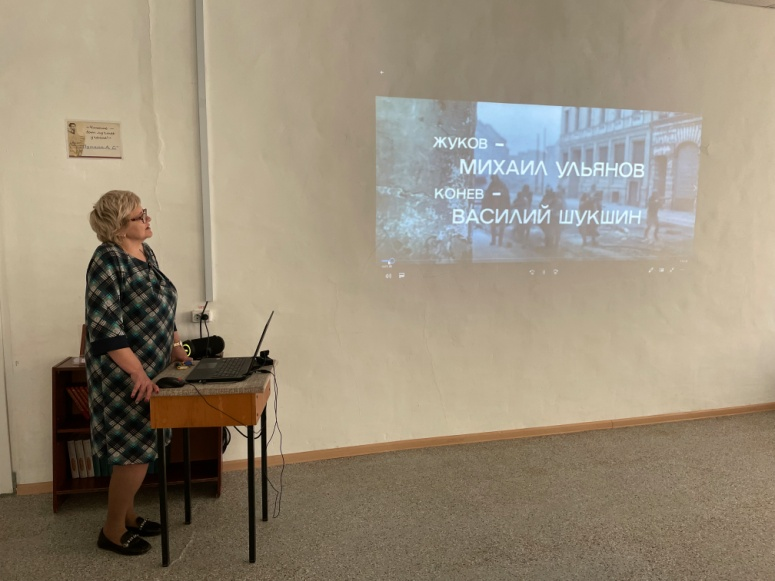 ЖУКОВ –
МИХАИЛ УЛЬЯНОВ
КОНЕВ –
ВАСИЛИЙ ШУКШИН